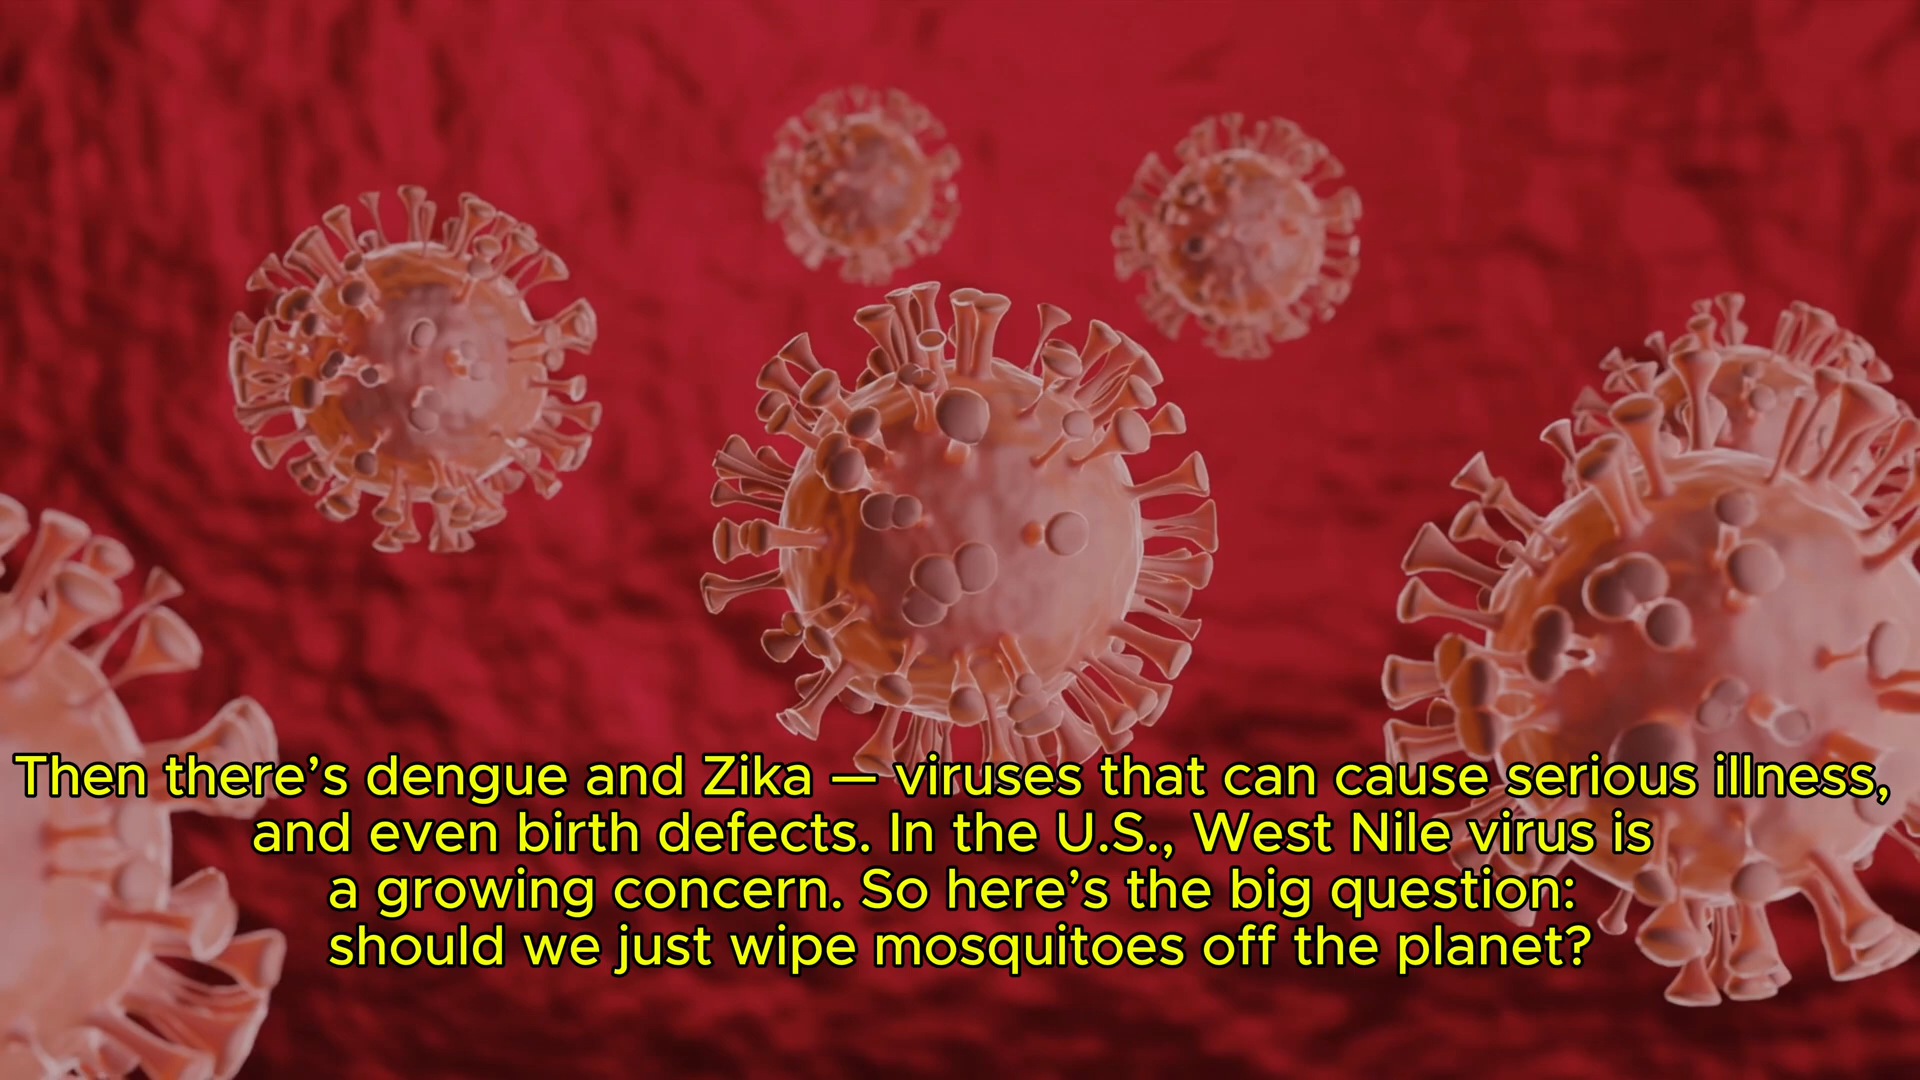 Then there’s dengue and Zika — viruses that can cause serious illness,
and even birth defects. In the U.S., West Nile virus is
a growing concern. So here’s the big question:
should we just wipe mosquitoes off the planet?